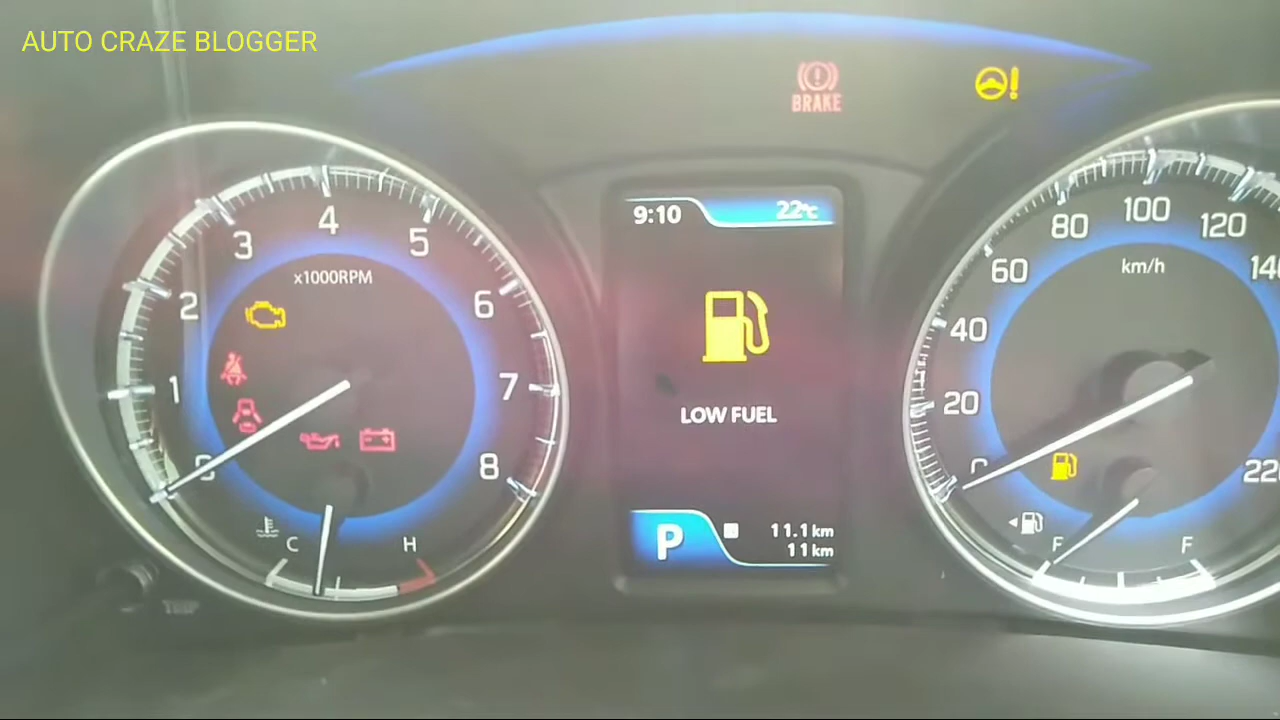 AUTO CRAZE BLOGGER
BRAKE
9:10
22°C
x1000RPM
1
2
3
4
5
6
7
8
C
H
LOW FUEL
P
11.1 km
11 km
km/h
20
40
60
80
100
120
F